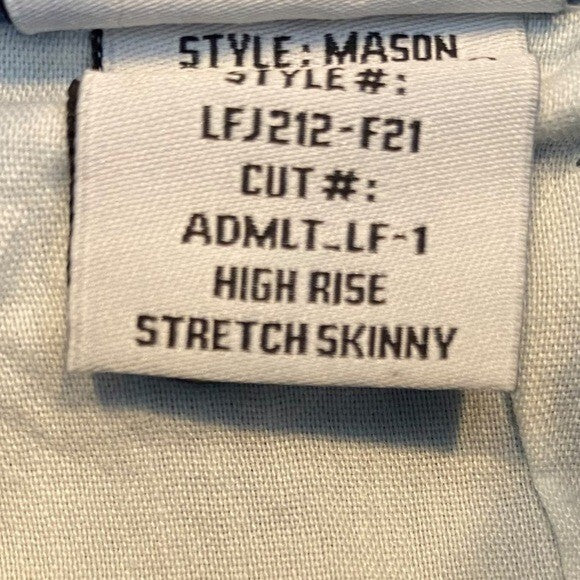 STYLE: MASON
STYLE #:
LFJ212-F21
CUT #:
ADMLT_LF-1
HIGH RISE
STRETCH SKINNY